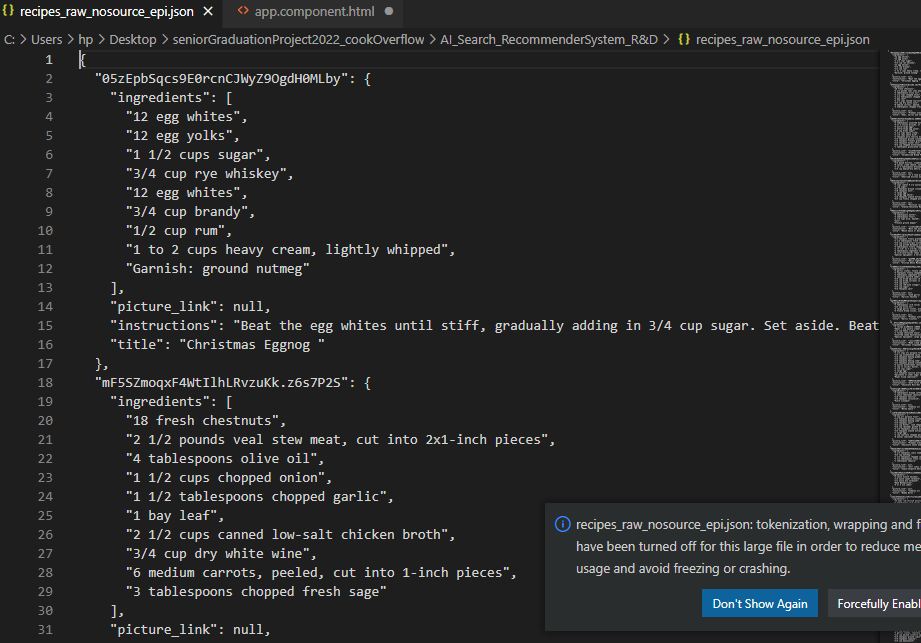 {} recipes_raw_nosource_epi.json × <> app.component.html ●
C: > Users > hp > Desktop > seniorGraduationProject2022_cookOverflow > AI_Search_RecommenderSystem_R&D > {} recipes_raw_nosource_epi.json
1 {
2 "05zEpbSqcs9E0rcnCJWyZ9OgdH0MLby": {
3 "ingredients": [
4 "12 egg whites",
5 "12 egg yolks",
6 "1 1/2 cups sugar",
7 "3/4 cup rye whiskey",
8 "12 egg whites",
9 "3/4 cup brandy",
10 "1/2 cup rum",
11 "1 to 2 cups heavy cream, lightly whipped",
12 "Garnish: ground nutmeg"
13 ],
14 "picture_link": null,
15 "instructions": "Beat the egg whites until stiff, gradually adding in 3/4 cup sugar. Set aside. Beat
16 "title": "Christmas Eggnog "
17 },
18 "mF5SZmoqxF4WtIlhLRvzuKk.z6s7P2S": {
19 "ingredients": [
20 "18 fresh chestnuts",
21 "2 1/2 pounds veal stew meat, cut into 2x1-inch pieces",
22 "4 tablespoons olive oil",
23 "1 1/2 cups chopped onion",
24 "1 1/2 tablespoons chopped garlic",
25 "1 bay leaf",
26 "2 1/2 cups canned low-salt chicken broth",
27 "3/4 cup dry white wine",
28 "6 medium carrots, peeled, cut into 1-inch pieces",
29 "3 tablespoons chopped fresh sage"
30 ],
31 "picture_link": null,
recipes_raw_nosource_epi.json: tokenization, wrapping and f
have been turned off for this large file in order to reduce me
usage and avoid freezing or crashing.
Don't Show Again Forcefully Enabl